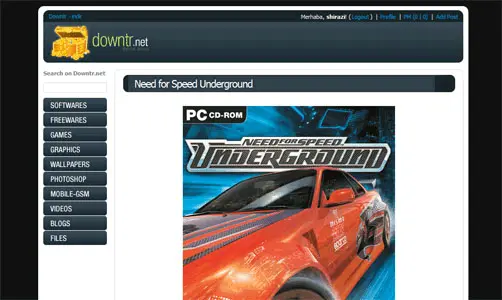 Downtr - indir
Merhaba, shirazi! ( Logout ) | Profile | PM (0 | 0) | Add Post
downtr.net
Search on Downtr.net
Need for Speed Underground
SOFTWARES
FREEWARES
GAMES
GRAPHICS
WALLPAPERS
PHOTOSHOP
MOBILE-GSM
VIDEOS
BLOGS
FILES
PC CD-ROM
NEED FOR SPEED
UNDERGROUND